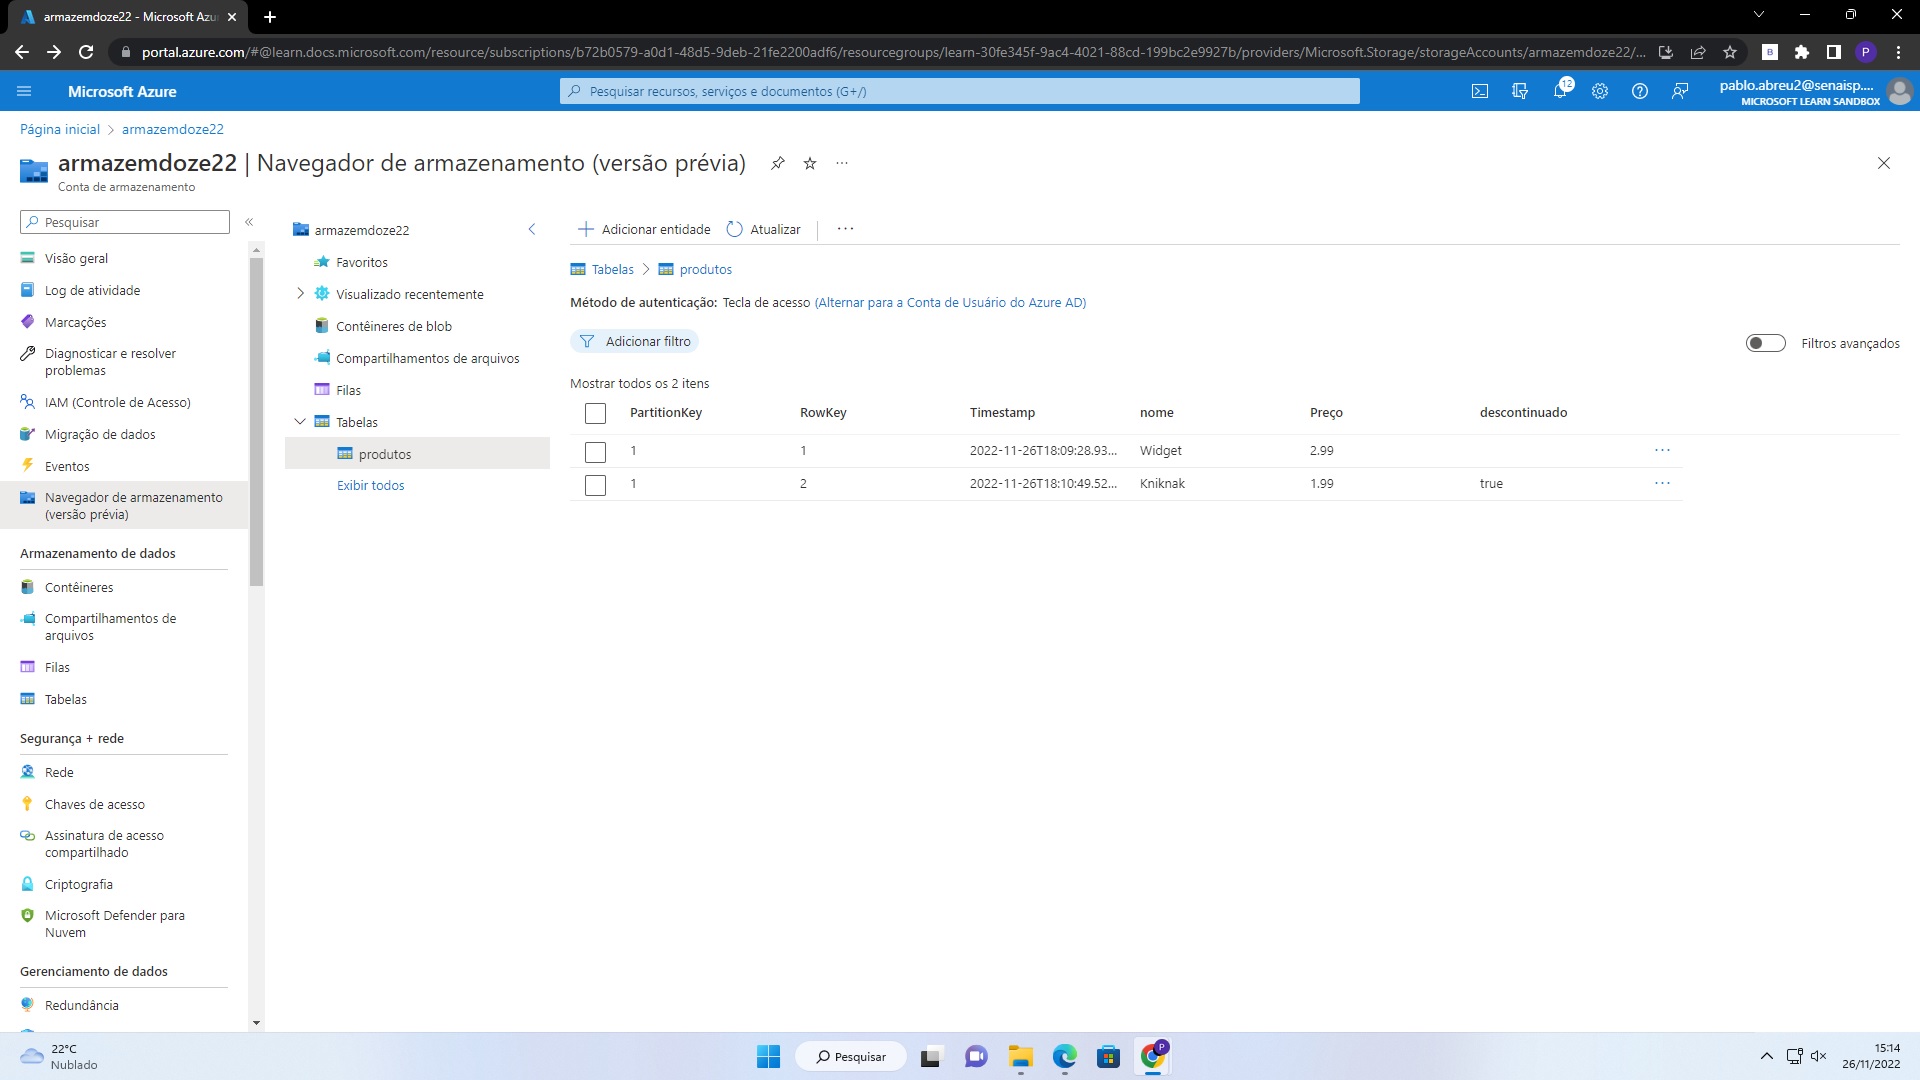 armazemdoze22 - Microsoft Azu
portal.azure.com/#@learn.docs.microsoft.com/resource/subscriptions/b72b0579-a0d1-48d5-9deb-21fe2200adf6/resourcegroups/learn-30fe345f-9ac4-4021-88cd-199bc2e9927b/providers/Microsoft.Storage/storageAccounts/armazemdoze22/...
B
P
Microsoft Azure
Pesquisar recursos, serviços e documentos (G+/)
12
pablo.abreu2@senaisp....
MICROSOFT LEARN SANDBOX
Página inicial > armazemdoze22
armazemdoze22 | Navegador de armazenamento (versão prévia)
Conta de armazenamento
Pesquisar
Visão geral
Log de atividade
Marcações
Diagnosticar e resolver
problemas
IAM (Controle de Acesso)
Migração de dados
Eventos
Navegador de armazenamento
(versão prévia)
Armazenamento de dados
Contêineres
Compartilhamentos de
arquivos
Filas
Tabelas
Segurança + rede
Rede
Chaves de acesso
Assinatura de acesso
compartilhado
Criptografia
Microsoft Defender para
Nuvem
Gerenciamento de dados
Redundância
armazemdoze22
Favoritos
Visualizado recentemente
Contêineres de blob
Compartilhamentos de arquivos
Filas
Tabelas
produtos
Exibir todos
Adicionar entidade Atualizar
Tabelas > produtos
Método de autenticação: Tecla de acesso (Alternar para a Conta de Usuário do Azure AD)
Adicionar filtro
Filtros avançados
Mostrar todos os 2 itens
PartitionKey RowKey Timestamp nome Preço descontinuado
1 1 2022-11-26T18:09:28.93... Widget 2.99
1 2 2022-11-26T18:10:49.52... Kniknak 1.99 true
22°C
Nublado
Pesquisar
P
15:14
26/11/2022